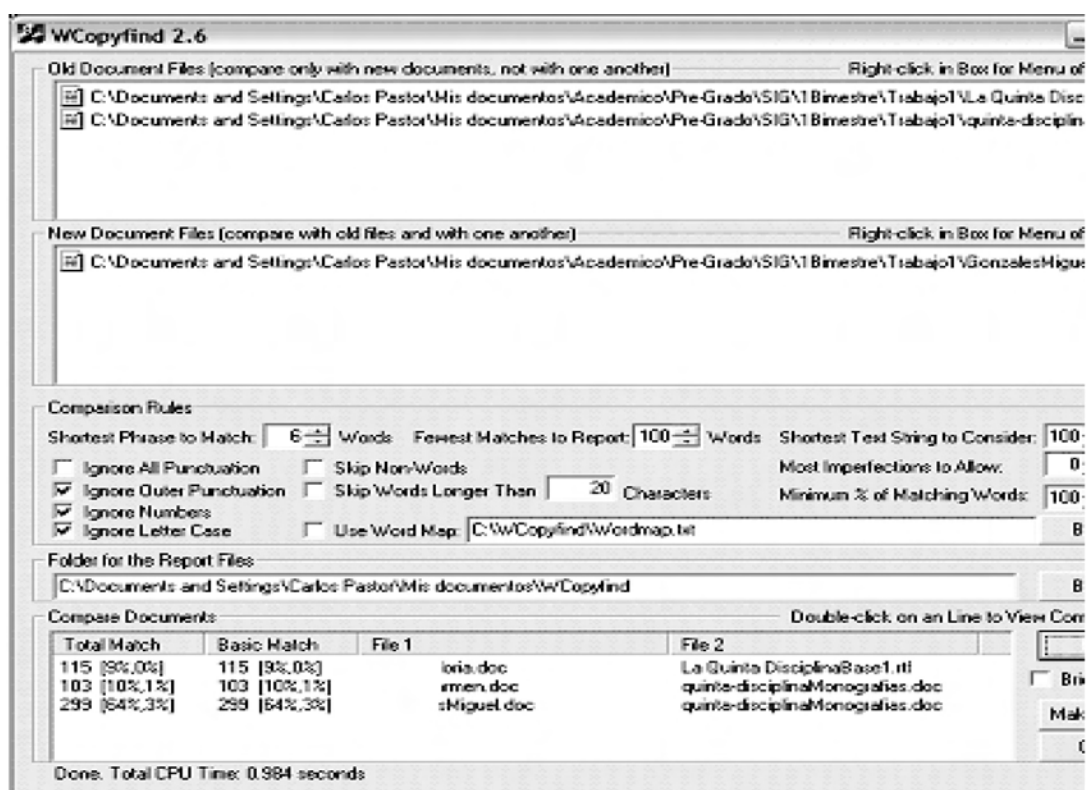 WCopyfind 2.6
Old Document Files (compare only with new documents, not with one another) Right-click in Box for Menu of
C:\Documents and Settings\Carlos Pastor\Mis documentos\Academico\Pre-Grado\SIG\1Bimestre\Trabajo1\La Quinta Disc
C:\Documents and Settings\Carlos Pastor\Mis documentos\Academico\Pre-Grado\SIG\1Bimestre\Trabajo1\quinta-disciplin
New Document Files (compare with old files and with one another) Right-click in Box for Menu of
C:\Documents and Settings\Carlos Pastor\Mis documentos\Academico\Pre-Grado\SIG\1Bimestre\Trabajo1\GonzalesMigue
Comparison Rules
Shortest Phrase to Match: 6 Words Fewest Matches to Report: 100 Words Shortest Text String to Consider: 100
Ignore All Punctuation Skip Non-Words Most Imperfections to Allow: 0
Ignore Outer Punctuation Skip Words Longer Than 20 Characters Minimum % of Matching Words: 100
Ignore Numbers
Ignore Letter Case Use Word Map: C:\WCopyfind\Wordmap.txt B
Folder for the Report Files
C:\Documents and Settings\Carlos Pastor\Mis documentos\WCopyfind B
Compare Documents Double-click on an Line to View Com
Total Match Basic Match File 1 File 2
115 [9%,0%] 115 [9%,0%] loria.doc La Quinta DisciplinaBase1.rtf
103 [10%,1%] 103 [10%,1%] rmen.doc quinta-disciplinaMonografias.doc Brie
299 [64%,3%] 299 [64%,3%] sMiguel.doc quinta-disciplinaMonografias.doc
Mak
Done. Total CPU Time: 0.984 seconds